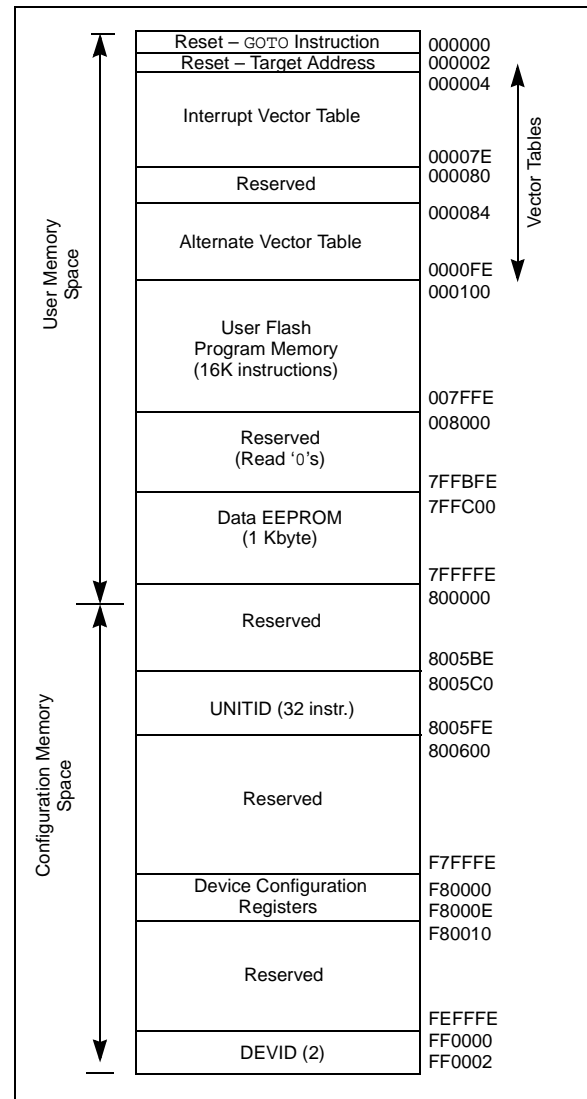 Reset – GOTO Instruction
000000
Reset – Target Address
000002
000004
Interrupt Vector Table
00007E
000080
Reserved
000084
Alternate Vector Table
0000FE
000100
Vector Tables
User Memory
Space
User Flash
Program Memory
(16K instructions)
007FFE
008000
Reserved
(Read ‘0’s)
7FFBFE
7FFC00
Data EEPROM
(1 Kbyte)
7FFFFE
800000
Reserved
8005BE
8005C0
UNITID (32 instr.)
8005FE
800600
Configuration Memory
Space
Reserved
F7FFFE
F80000
Device Configuration
Registers
F8000E
F80010
Reserved
FEFFFE
FF0000
DEVID (2)
FF0002